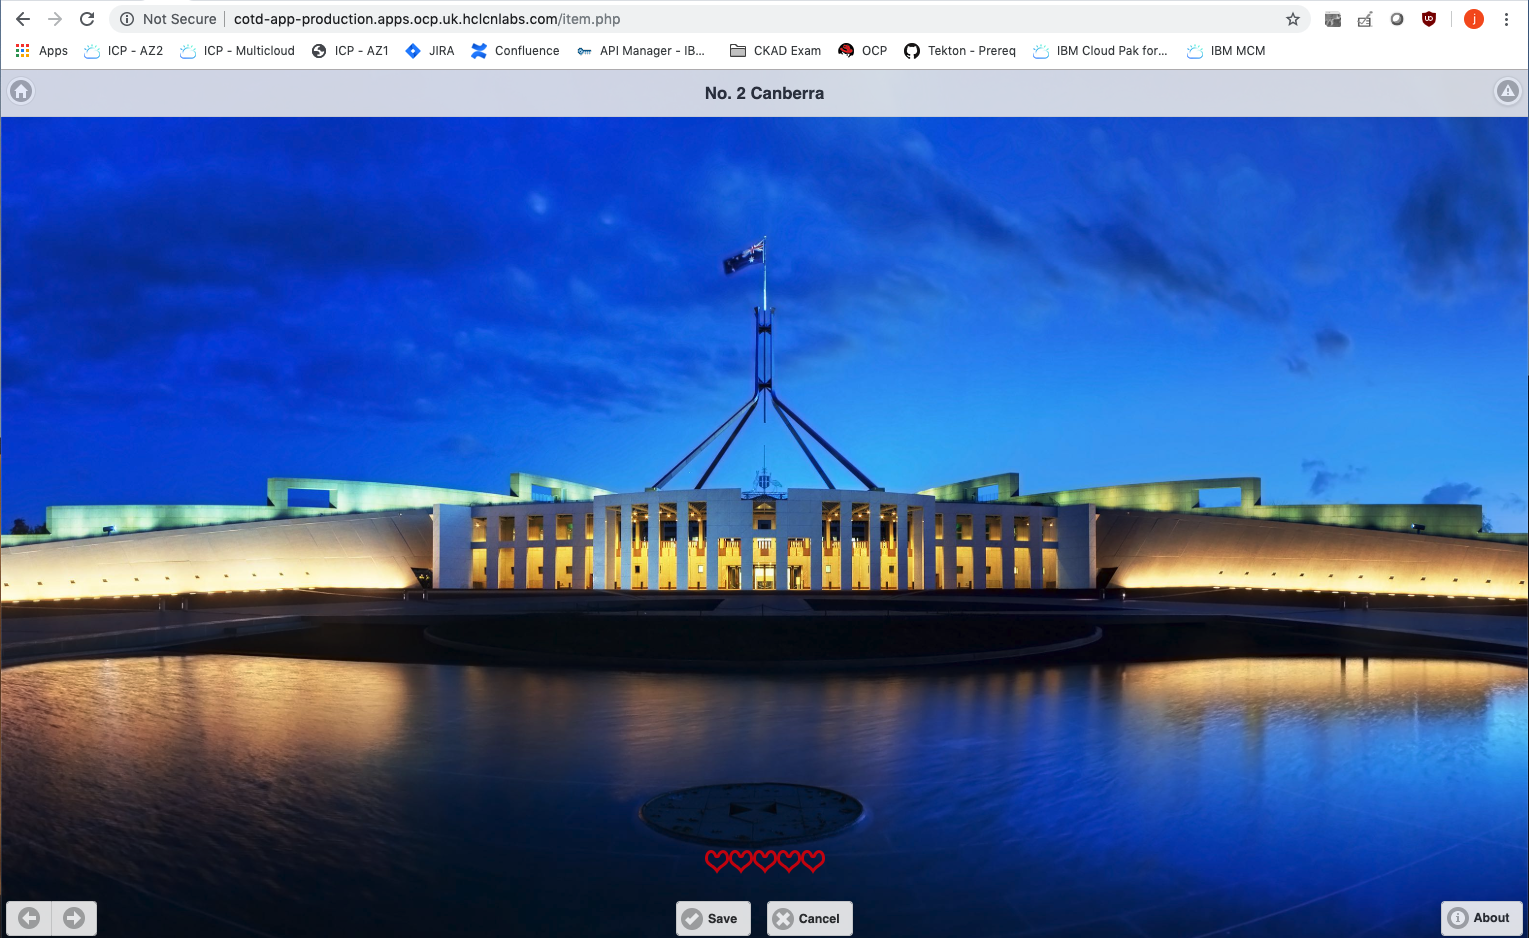 Not Secure cotd-app-production.apps.ocp.uk.hclcnlabs.com/item.php
j
Apps ICP - AZ2 ICP - Multicloud ICP - AZ1 JIRA Confluence API Manager - IB... CKAD Exam OCP Tekton - Prereq IBM Cloud Pak for... IBM MCM
No. 2 Canberra
Save Cancel About